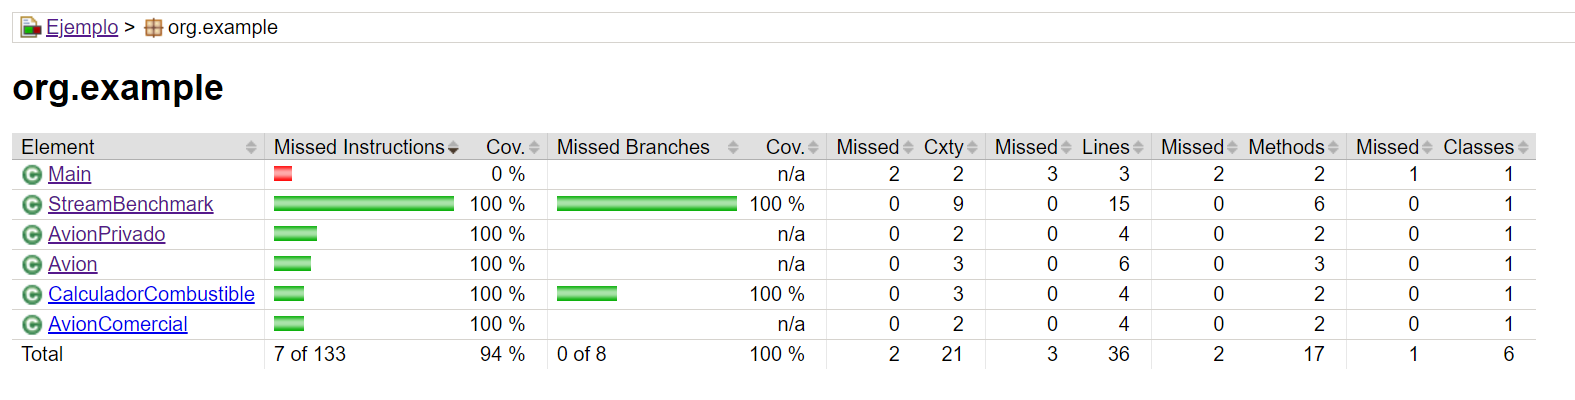 Ejemplo > org.example
org.example
Element Missed Instructions Cov. Missed Branches Cov. Missed Cxty Missed Lines Missed Methods Missed Classes
Main 0 % n/a 2 2 3 3 2 2 1 1
StreamBenchmark 100 % 100 % 0 9 0 15 0 6 0 1
AvionPrivado 100 % n/a 0 2 0 4 0 2 0 1
Avion 100 % n/a 0 3 0 6 0 3 0 1
CalculadorCombustible 100 % 100 % 0 3 0 4 0 2 0 1
AvionComercial 100 % n/a 0 2 0 4 0 2 0 1
Total 7 of 133 94 % 0 of 8 100 % 2 21 3 36 2 17 1 6